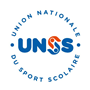 UNION NATIONALE
UNSS
DU SPORT SCOLAIRE